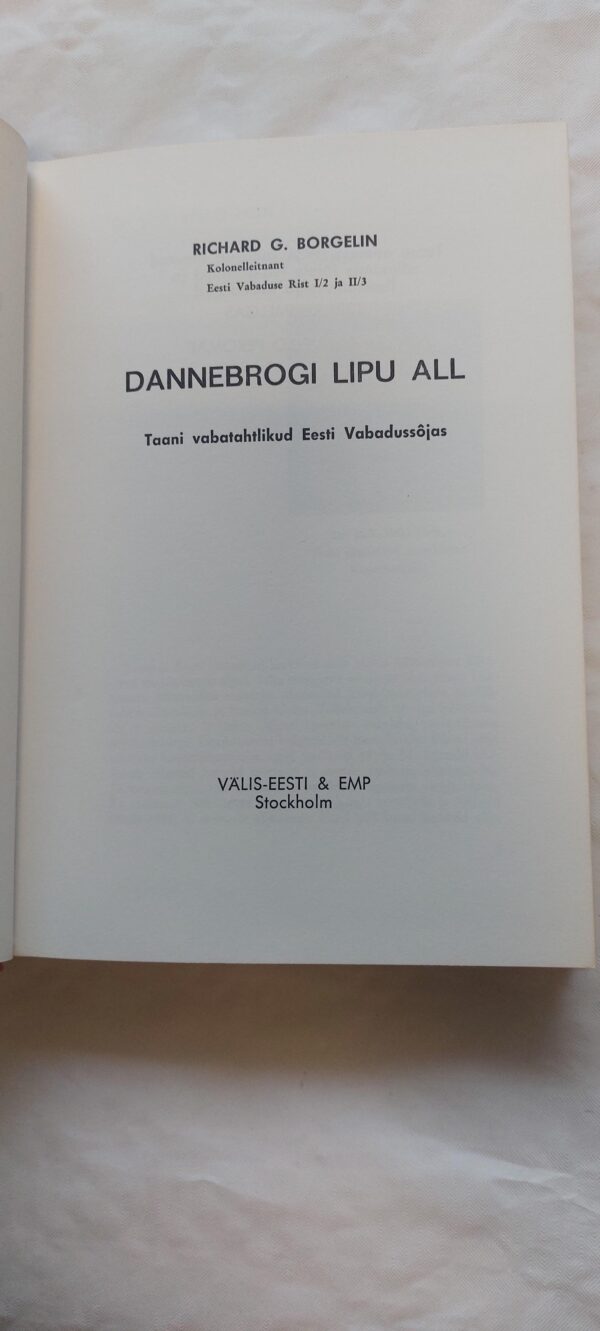 RICHARD G. BORGELIN
Kolonelleitnant
Eesti Vabaduse Rist I/2 ja II/3
DANNEBROGI LIPU ALL
Taani vabatahtlikud Eesti Vabadussôjas
VÄLIS-EESTI & EMP
Stockholm